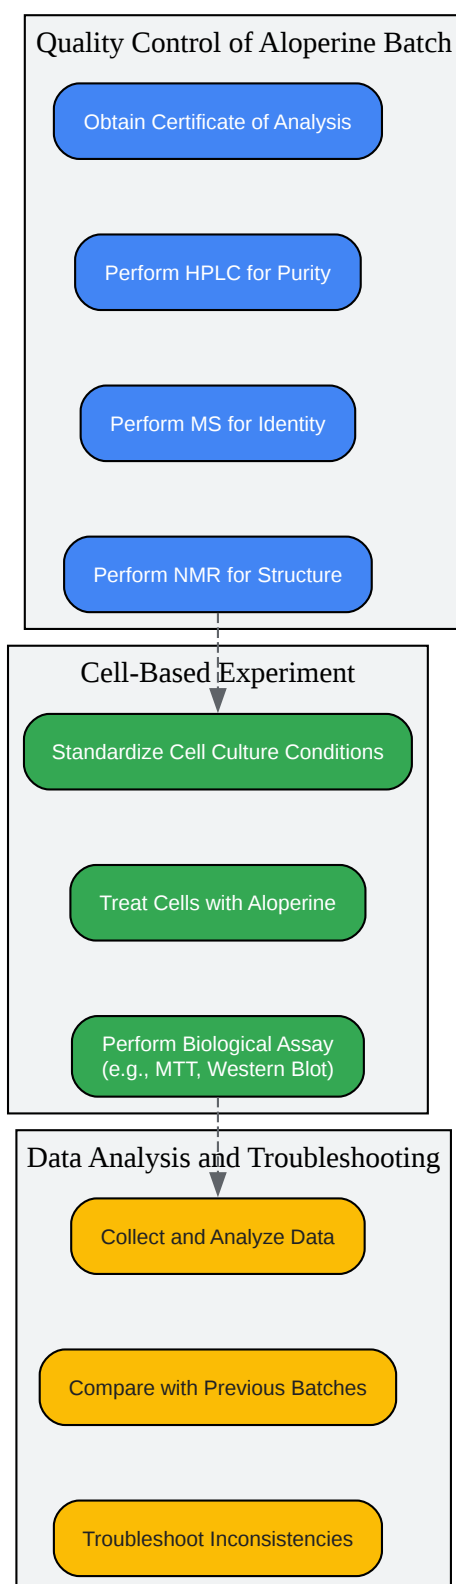 Quality Control of Aloperine Batch
Obtain Certificate of Analysis
Perform HPLC for Purity
Perform MS for Identity
Perform NMR for Structure
Cell-Based Experiment
Standardize Cell Culture Conditions
Treat Cells with Aloperine
Perform Biological Assay
(e.g., MTT, Western Blot)
Data Analysis and Troubleshooting
Collect and Analyze Data
Compare with Previous Batches
Troubleshoot Inconsistencies